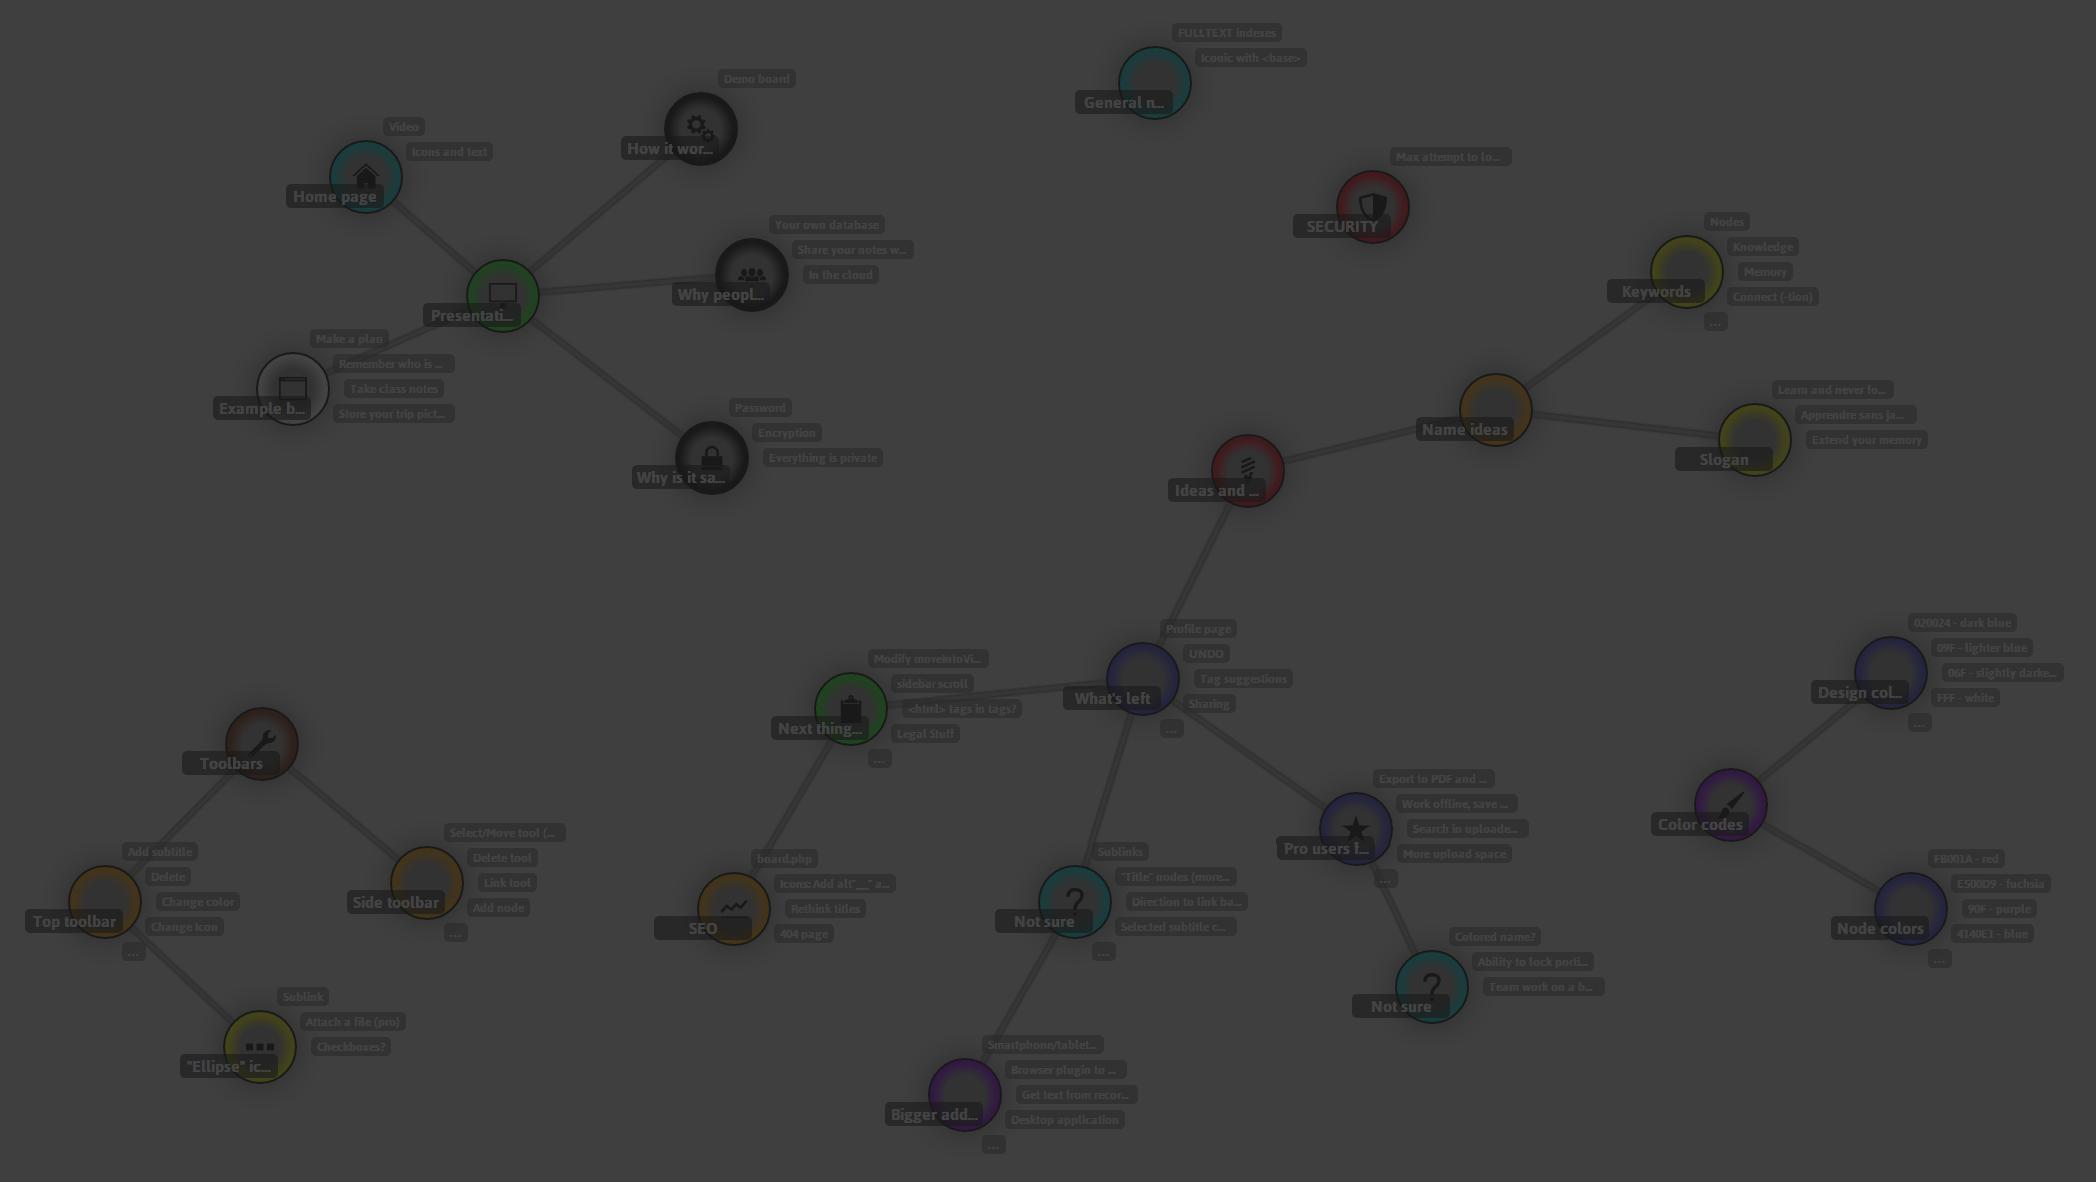 FULLTEXT indexes
Iconic with <base>
General n...
Demo board
How it wor...
Video
Icons and text
Home page
Max attempt to lo...
SECURITY
Your own database
Share your notes w...
In the cloud
Why peopl...
Presentati...
Nodes
Knowledge
Memory
Connect (-tion)
...
Keywords
Make a plan
Remember who is ...
Take class notes
Store your trip pict...
Example b...
Password
Encryption
Everything is private
Why is it sa...
Name ideas
Learn and never fo...
Apprendre sans ja...
Extend your memory
Slogan
Ideas and ...
Profile page
UNDO
Tag suggestions
Sharing
...
What's left
Modify moveIntoVi...
sidebar scroll
<html> tags in tags?
Legal Stuff
...
Next thing...
020024 - dark blue
09F - lighter blue
06F - slightly darke...
FFF - white
...
Design col...
Toolbars
Color codes
Add subtitle
Delete
Change color
Change Icon
...
Top toolbar
Select/Move tool (...
Delete tool
Link tool
Add node
...
Side toolbar
board.php
Icons: Add alt"__" a...
Rethink titles
404 page
SEO
Sublinks
"Title" nodes (more...
Direction to link ba...
Selected subtitle c...
...
Not sure
Export to PDF and ...
Work offline, save ...
Search in uploade...
More upload space
...
Pro users f...
FB001A - red
E500D9 - fuchsia
90F - purple
4140E1 - blue
...
Node colors
Colored name?
Ability to lock porti...
Team work on a b...
Not sure
Sublink
Attach a file (pro)
Checkboxes?
"Ellipse" ic...
Smartphone/tablet...
Browser plugin to ...
Get text from recor...
Desktop application
...
Bigger add...